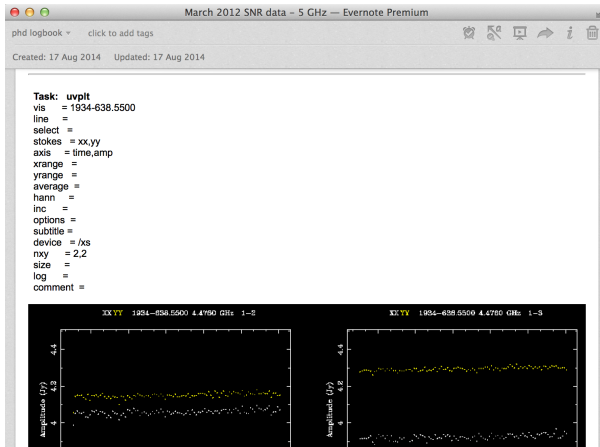 March 2012 SNR data – 5 GHz — Evernote Premium
phd logbook click to add tags
Created: 17 Aug 2014 Updated: 17 Aug 2014
Task: uvplt
vis = 1934-638.5500
line =
select =
stokes = xx,yy
axis = time,amp
xrange =
yrange =
average =
hann =
inc =
options =
subtitle =
device = /xs
nxy = 2,2
size =
log =
comment =
XX YY 1934-638.5500 4.4760 GHz 1-2
XX YY 1934-638.5500 4.4760 GHz 1-3
4.4
4.2
4
Amplitude (Jy)
4.4
4.2
4
Amplitude (Jy)